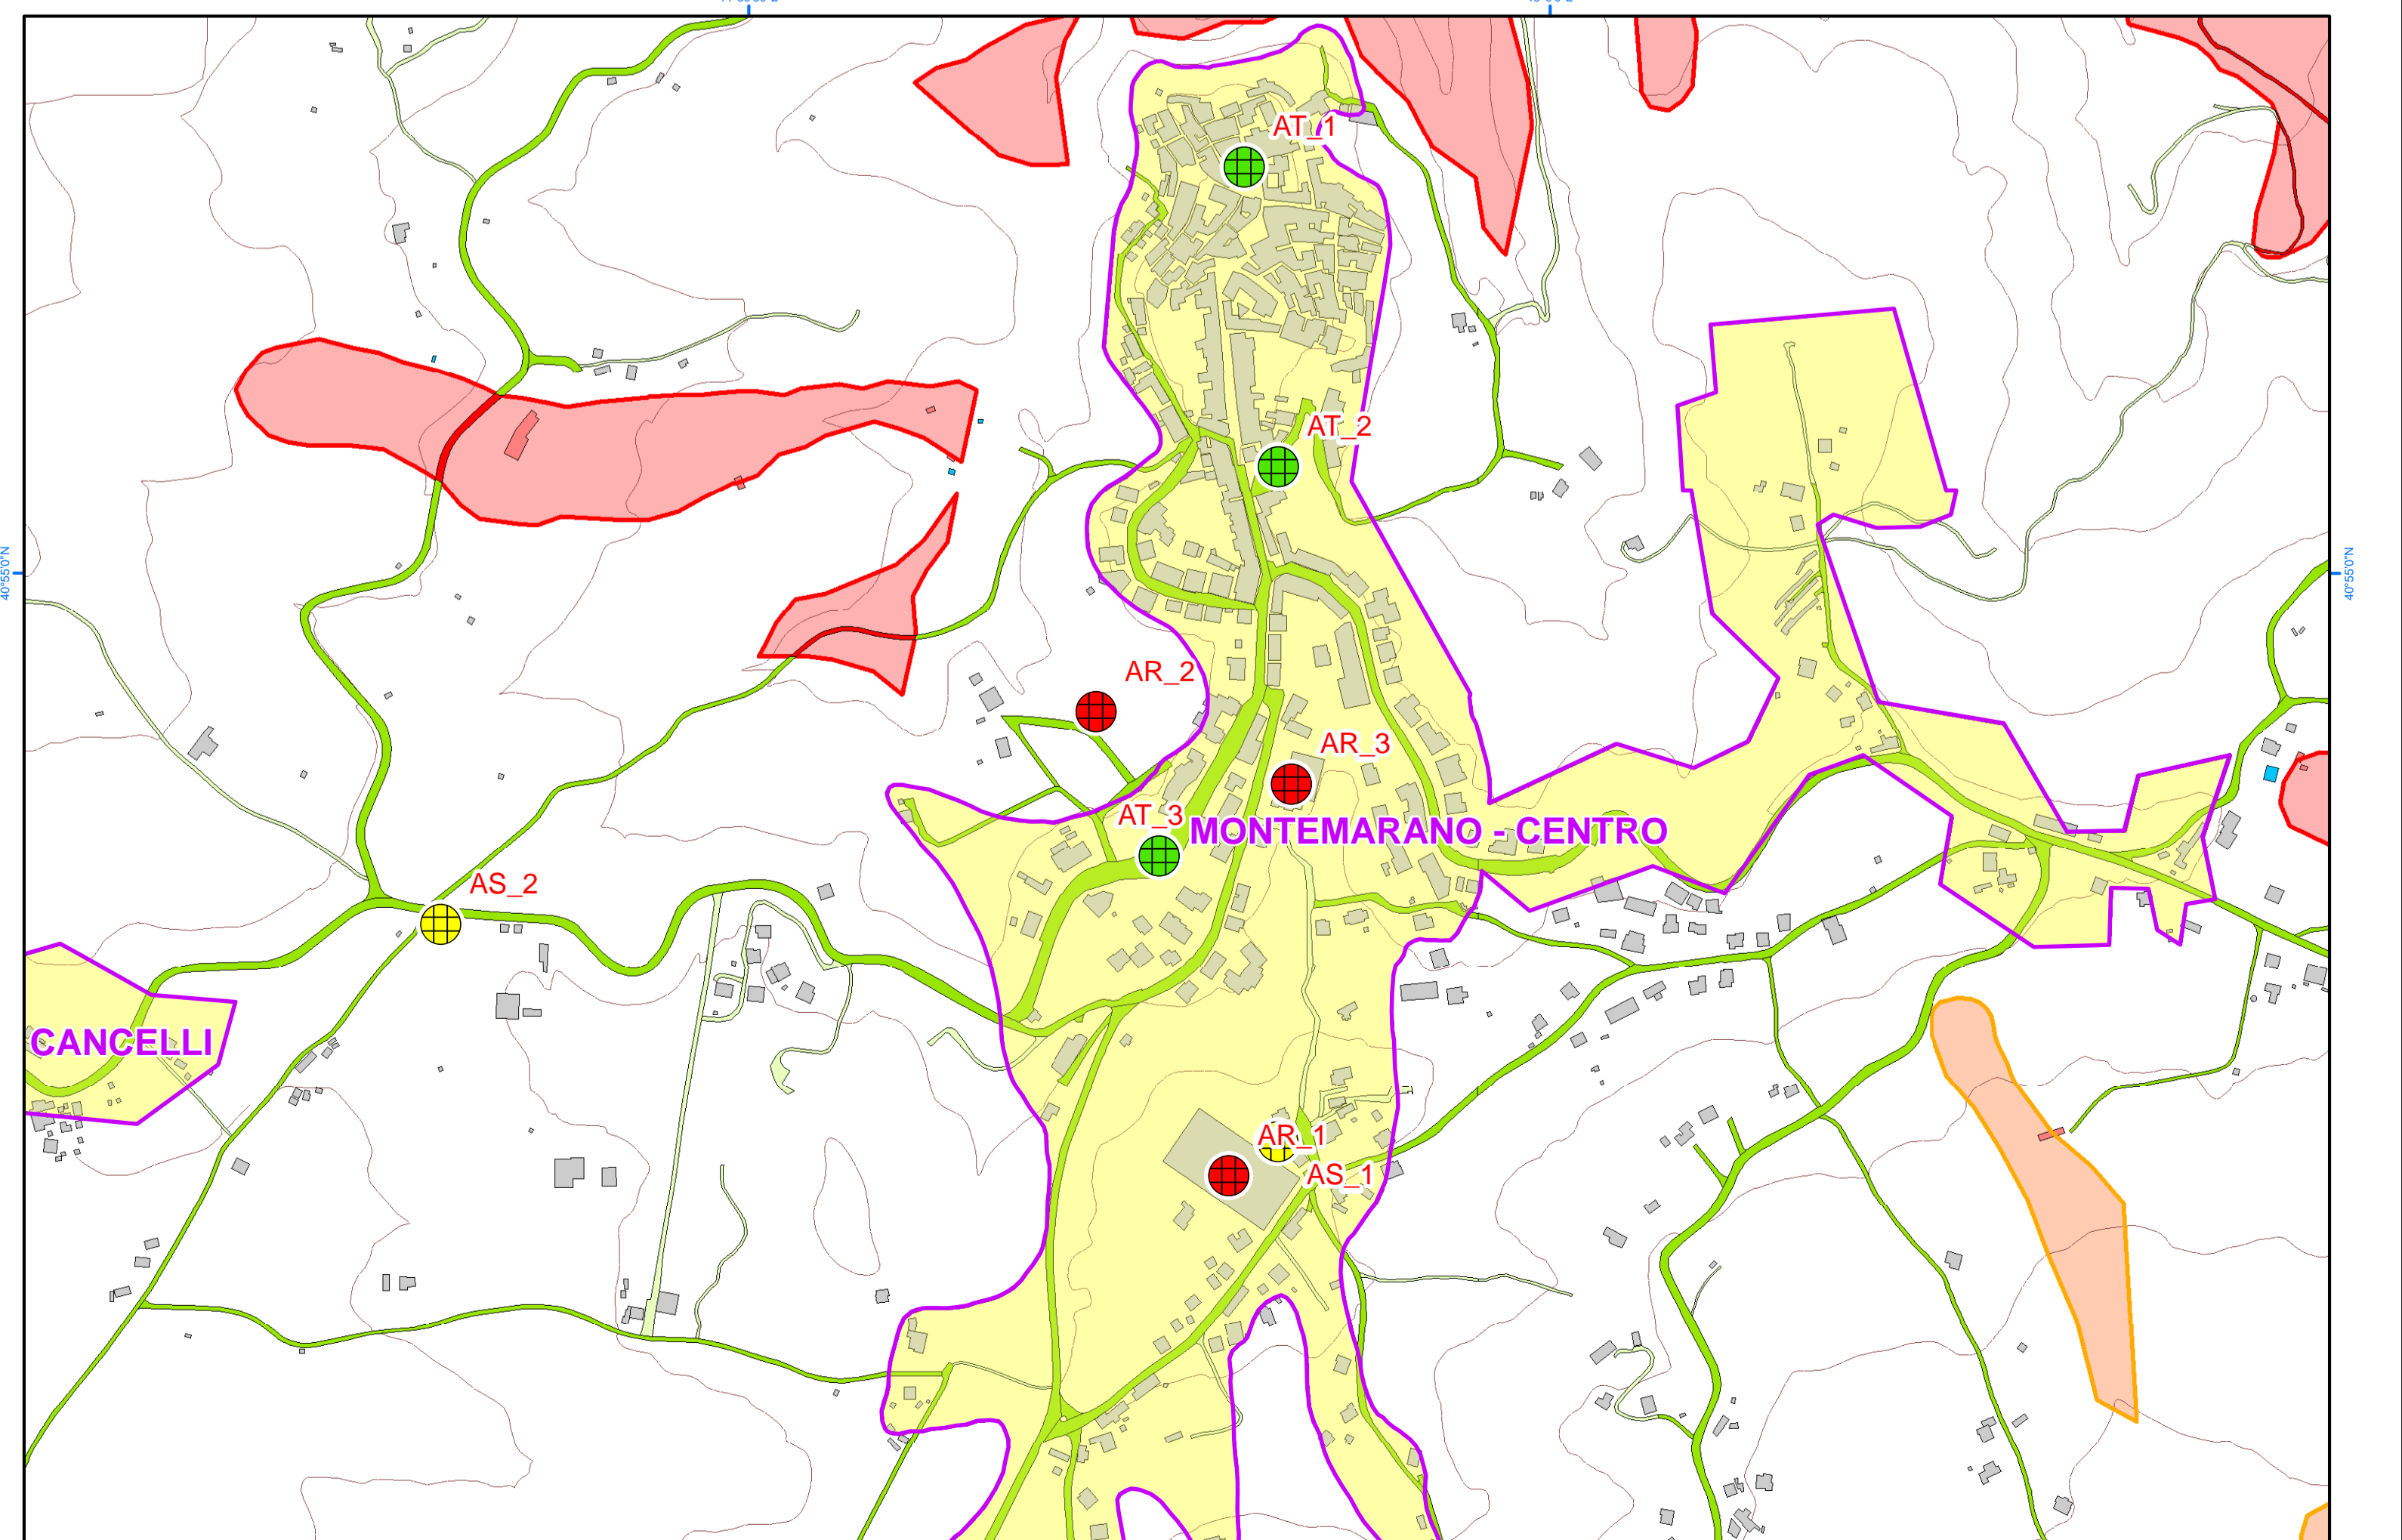 AT_1
AT_2
40°55'0"N
40°55'0"N
AR_2
AR_3
AT_3
MONTEMARANO - CENTRO
AS_2
CANCELLI
AR_1
AS_1